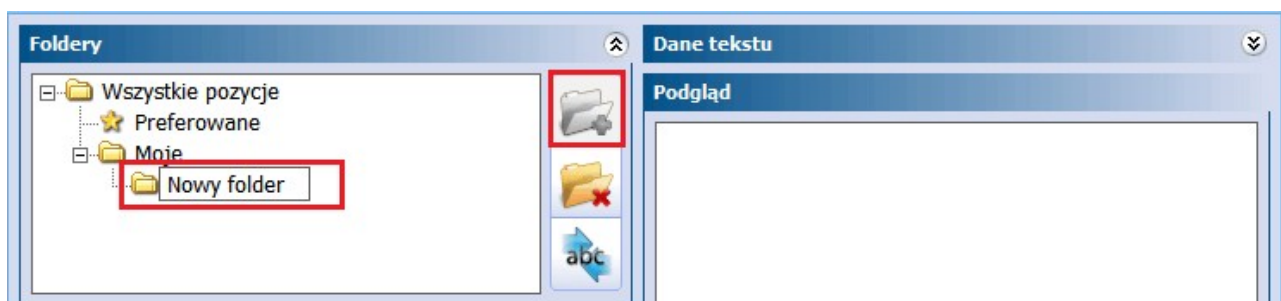 Foldery
Wszystkie pozycje
Preferowane
Moje
Nowy folder
abc
Dane tekstu
Podgląd